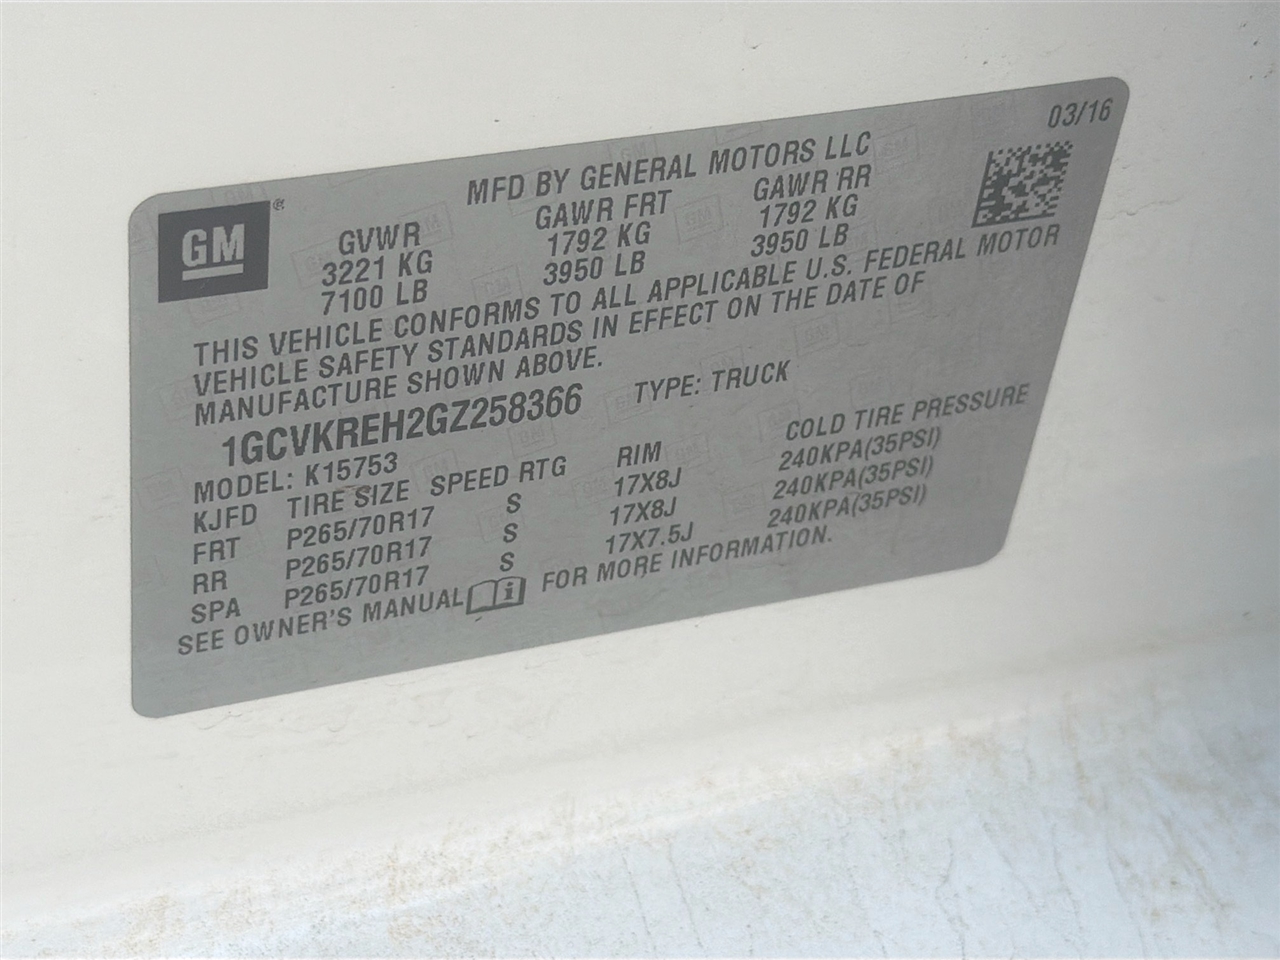 03/16
MFD BY GENERAL MOTORS LLC
GM®
GVWR GAWR FRT GAWR RR
3221 KG 1792 KG 1792 KG
7100 LB 3950 LB 3950 LB
THIS VEHICLE CONFORMS TO ALL APPLICABLE U.S. FEDERAL MOTOR
VEHICLE SAFETY STANDARDS IN EFFECT ON THE DATE OF
MANUFACTURE SHOWN ABOVE.
1GCVKREH2GZ258366 TYPE: TRUCK
MODEL: K15753
KJFD TIRE SIZE SPEED RTG RIM COLD TIRE PRESSURE
FRT P265/70R17 S 17X8J 240KPA(35PSI)
RR P265/70R17 S 17X8J 240KPA(35PSI)
SPA P265/70R17 S 17X7.5J 240KPA(35PSI)
SEE OWNER'S MANUAL i FOR MORE INFORMATION.